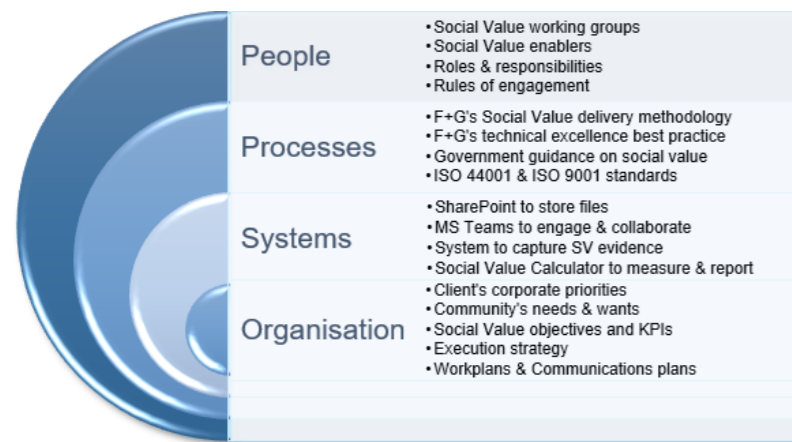 People
• Social Value working groups
• Social Value enablers
• Roles & responsibilities
• Rules of engagement
Processes
• F+G's Social Value delivery methodology
• F+G's technical excellence best practice
• Government guidance on social value
• ISO 44001 & ISO 9001 standards
Systems
• SharePoint to store files
• MS Teams to engage & collaborate
• System to capture SV evidence
• Social Value Calculator to measure & report
Organisation
• Client's corporate priorities
• Community's needs & wants
• Social Value objectives and KPIs
• Execution strategy
• Workplans & Communications plans